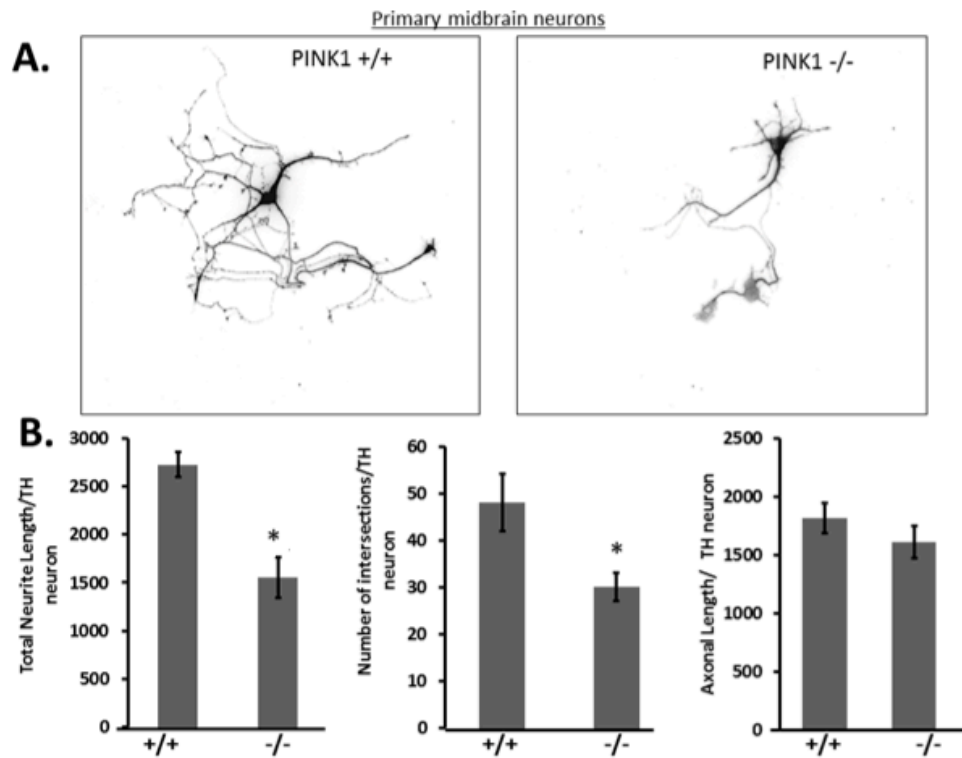 Primary midbrain neurons
A.
PINK1 +/+
PINK1 -/-
B.
Total Neurite Length/TH
neuron
3000
2500
2000
1500
1000
500
0
*
+/+
-/-
Number of intersections/TH
neuron
60
50
40
30
20
10
0
*
+/+
-/-
Axonal Length/ TH neuron
2500
2000
1500
1000
500
0
+/+
-/-